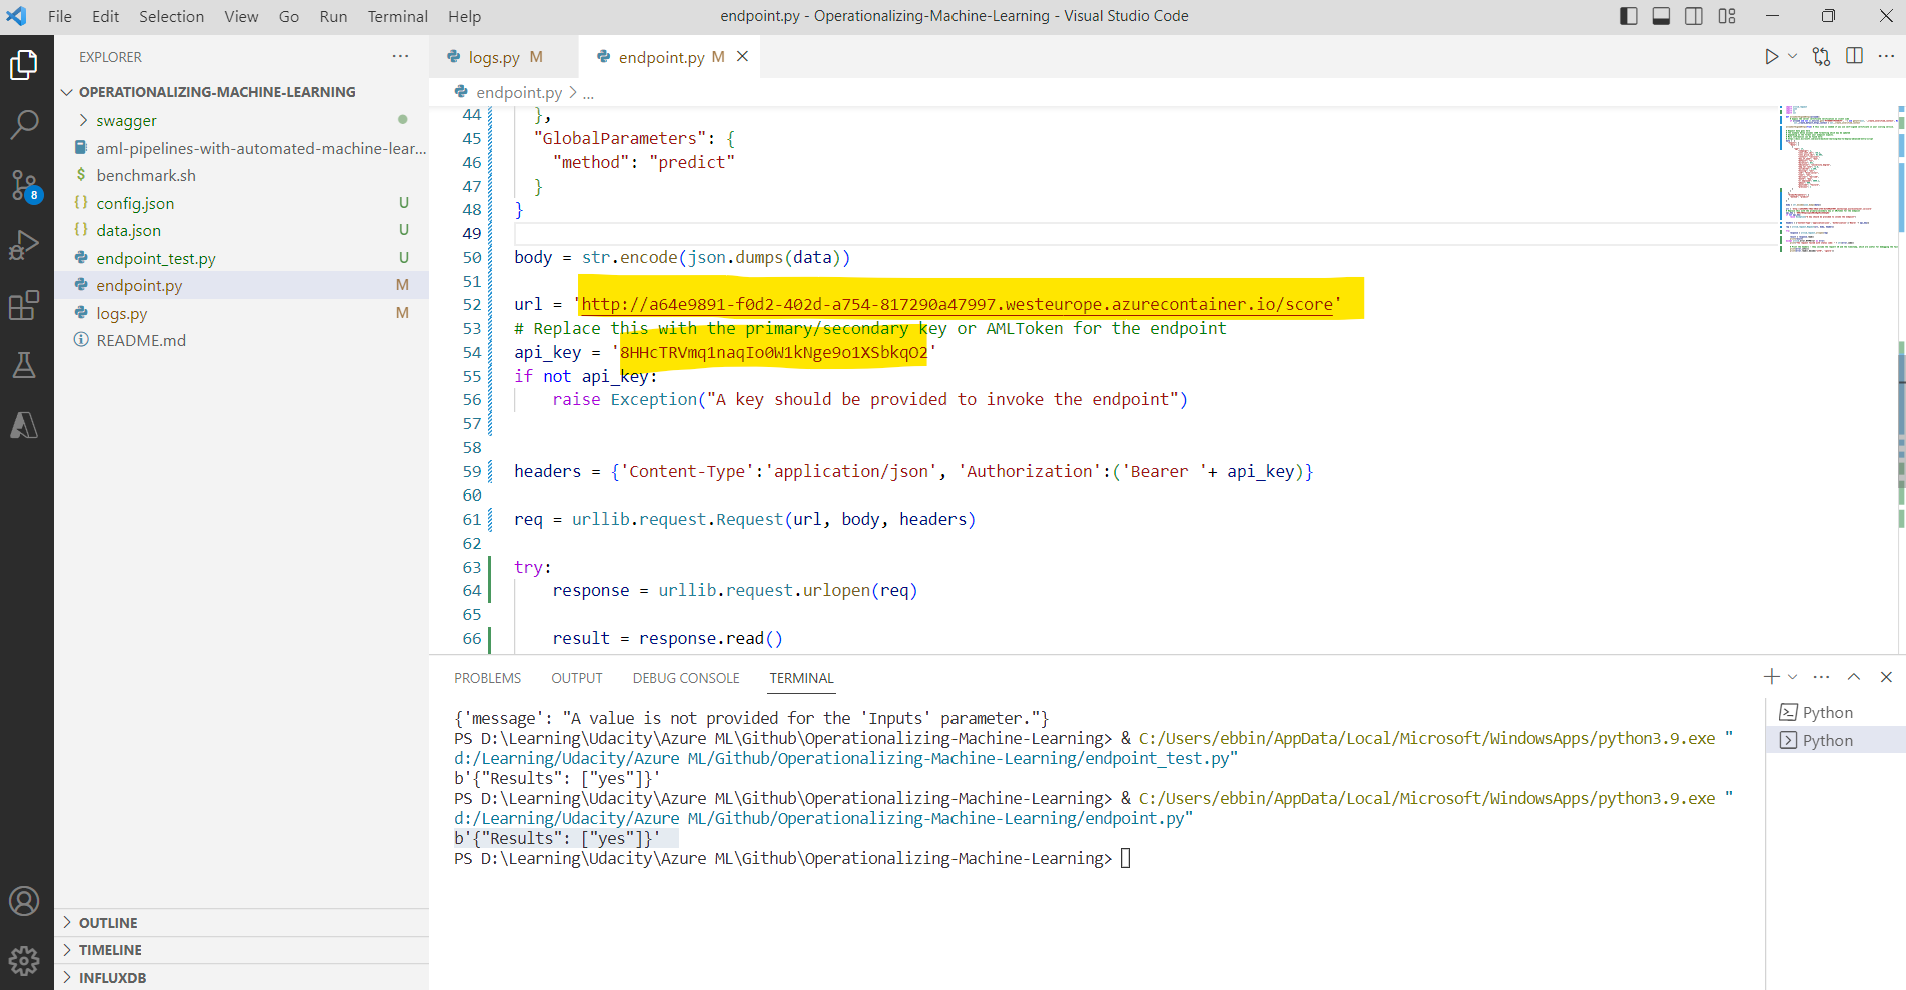 File Edit Selection View Go Run Terminal Help
endpoint.py - Operationalizing-Machine-Learning - Visual Studio Code
EXPLORER
OPERATIONALIZING-MACHINE-LEARNING
swagger
aml-pipelines-with-automated-machine-lear...
$ benchmark.sh
{} config.json U
{} data.json U
endpoint_test.py U
endpoint.py M
logs.py M
README.md
8
OUTLINE
TIMELINE
INFLUXDB
logs.py M
endpoint.py M
endpoint.py > ...
44 },
45 "GlobalParameters": {
46 "method": "predict"
47 }
48 }
49
50 body = str.encode(json.dumps(data))
51
52 url = 'http://a64e9891-f0d2-402d-a754-817290a47997.westeurope.azurecontainer.io/score'
53 # Replace this with the primary/secondary key or AMLToken for the endpoint
54 api_key = '8HHcTRVmq1naqIo0W1kNge9o1XSbkqO2'
55 if not api_key:
56 raise Exception("A key should be provided to invoke the endpoint")
57
58
59 headers = {'Content-Type':'application/json', 'Authorization':('Bearer '+ api_key)}
60
61 req = urllib.request.Request(url, body, headers)
62
63 try:
64 response = urllib.request.urlopen(req)
65
66 result = response.read()
PROBLEMS OUTPUT DEBUG CONSOLE TERMINAL
{'message': "A value is not provided for the 'Inputs' parameter."}
PS D:\Learning\Udacity\Azure ML\Github\Operationalizing-Machine-Learning> & C:/Users/ebbin/AppData/Local/Microsoft/WindowsApps/python3.9.exe "
d:/Learning/Udacity/Azure ML/Github/Operationalizing-Machine-Learning/endpoint_test.py"
b'{"Results": ["yes"]}'
PS D:\Learning\Udacity\Azure ML\Github\Operationalizing-Machine-Learning> & C:/Users/ebbin/AppData/Local/Microsoft/WindowsApps/python3.9.exe "
d:/Learning/Udacity/Azure ML/Github/Operationalizing-Machine-Learning/endpoint.py"
b'{"Results": ["yes"]}'
PS D:\Learning\Udacity\Azure ML\Github\Operationalizing-Machine-Learning>
Python
Python